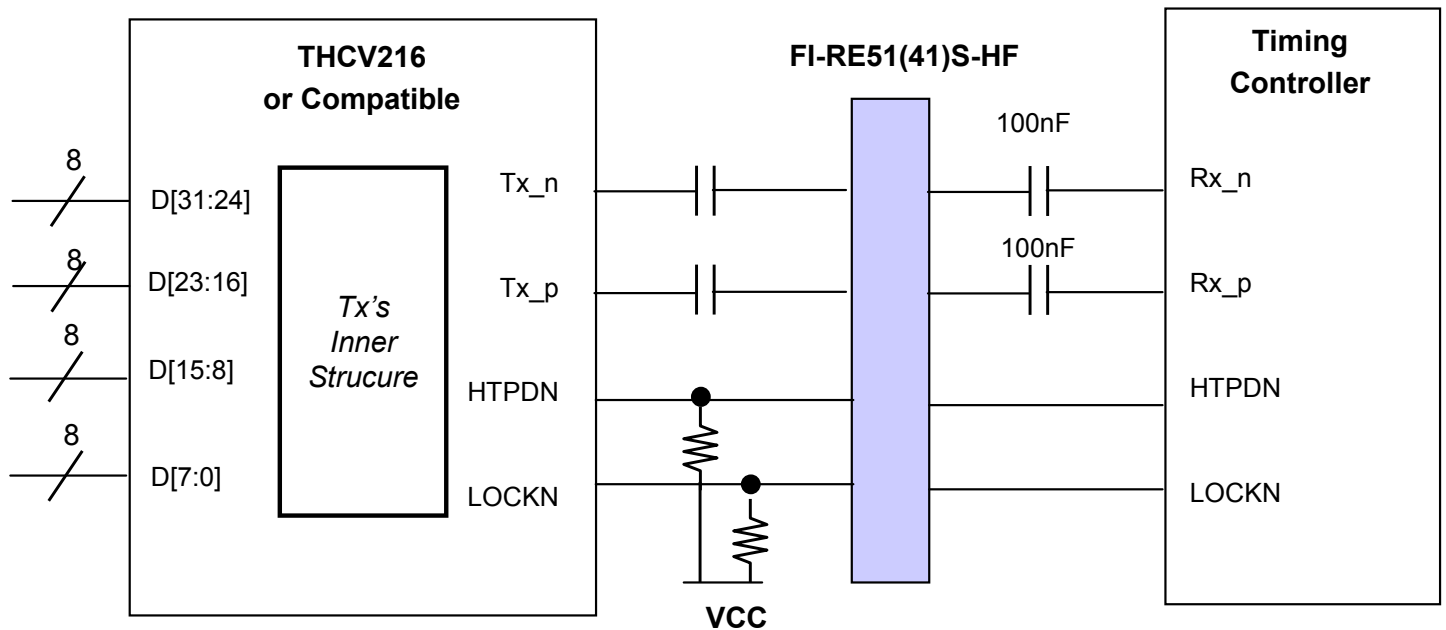 THCV216
or Compatible
8
D[31:24]
8
D[23:16]
8
D[15:8]
8
D[7:0]
Tx's
Inner
Strucure
Tx_n
Tx_p
HTPDN
LOCKN
VCC
FI-RE51(41)S-HF
100nF
100nF
Timing
Controller
Rx_n
Rx_p
HTPDN
LOCKN